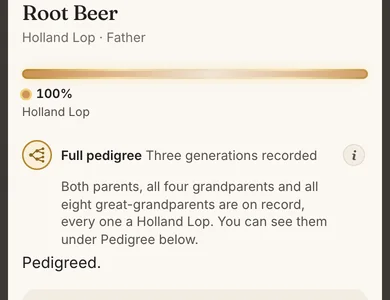 Root Beer
Holland Lop · Father
100%
Holland Lop
Full pedigree Three generations recorded
i
Both parents, all four grandparents and all
eight great-grandparents are on record,
every one a Holland Lop. You can see them
under Pedigree below.
Pedigreed.